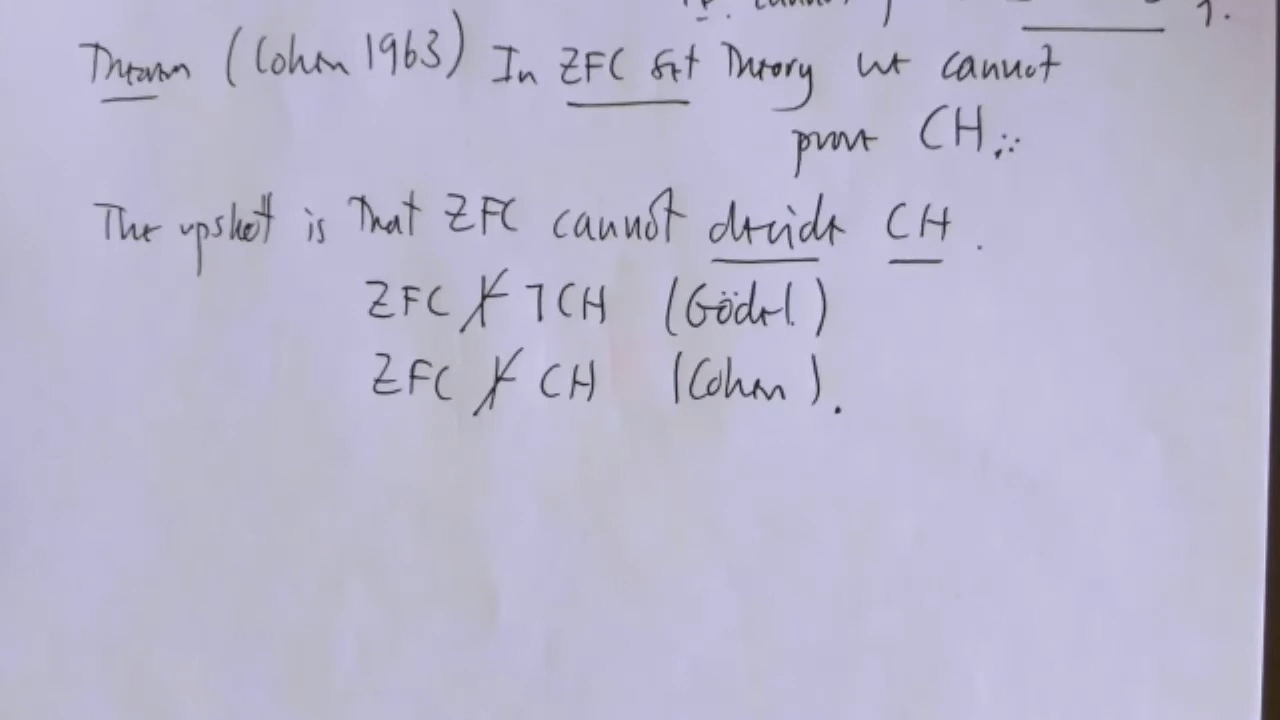 cannot
Theorem (Cohen 1963) In ZFC Set Theory we cannot
prove CH.
The upshot is that ZFC cannot decide CH.
ZFC ⊬ ¬CH (Gödel)
ZFC ⊬ CH (Cohen).